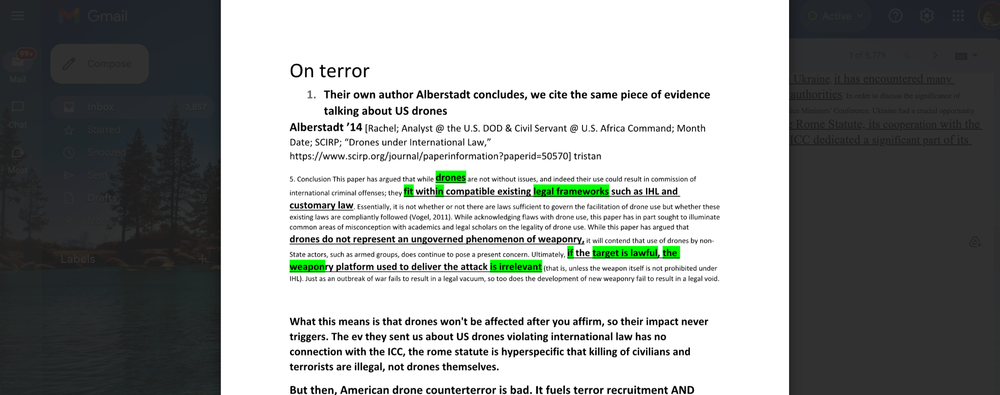 Gmail
Active
99+
Compose
1 of 5,779
Mail
Inbox 3,857
Chat
Starred
Snoozed
Meet
Sent
Drafts 35
More
Labels
On terror
1. Their own author Alberstadt concludes, we cite the same piece of evidence
talking about US drones
Alberstadt ’14 [Rachel; Analyst @ the U.S. DOD & Civil Servant @ U.S. Africa Command; Month
Date; SCIRP; “Drones under International Law,”
https://www.scirp.org/journal/paperinformation?paperid=50570] tristan
5. Conclusion This paper has argued that while drones are not without issues, and indeed their use could result in commission of
international criminal offenses; they fit within compatible existing legal frameworks such as IHL and
customary law. Essentially, it is not whether or not there are laws sufficient to govern the facilitation of drone use but whether these
existing laws are compliantly followed (Vogel, 2011). While acknowledging flaws with drone use, this paper has in part sought to illuminate
common areas of misconception with academics and legal scholars on the legality of drone use. While this paper has argued that
drones do not represent an ungoverned phenomenon of weaponry, it will contend that use of drones by non-
State actors, such as armed groups, does continue to pose a present concern. Ultimately, if the target is lawful, the
weaponry platform used to deliver the attack is irrelevant (that is, unless the weapon itself is not prohibited under
IHL). Just as an outbreak of war fails to result in a legal vacuum, so too does the development of new weaponry fail to result in a legal void.
What this means is that drones won't be affected after you affirm, so their impact never
triggers. The ev they sent us about US drones violating international law has no
connection with the ICC, the rome statute is hyperspecific that killing of civilians and
terrorists are illegal, not drones themselves.
But then, American drone counterterror is bad. It fuels terror recruitment AND
Ukraine, it has encountered many
authorities. In order to discuss the significance of
Ministers' Conference. Ukraine had a crucial opportunity
Rome Statute, its cooperation with the
ICC dedicated a significant part of its